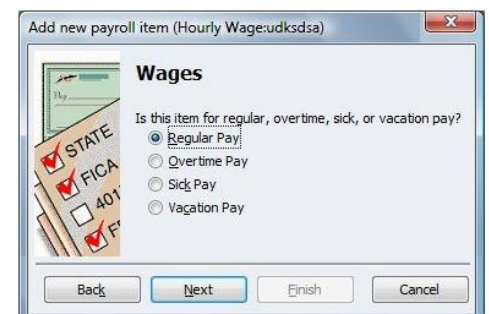 Add new payroll item (Hourly Wage:udksdsa)
Wages
Is this item for regular, overtime, sick, or vacation pay?
Regular Pay
Overtime Pay
Sick Pay
Vacation Pay
STATE
FICA
401
Back Next Finish Cancel